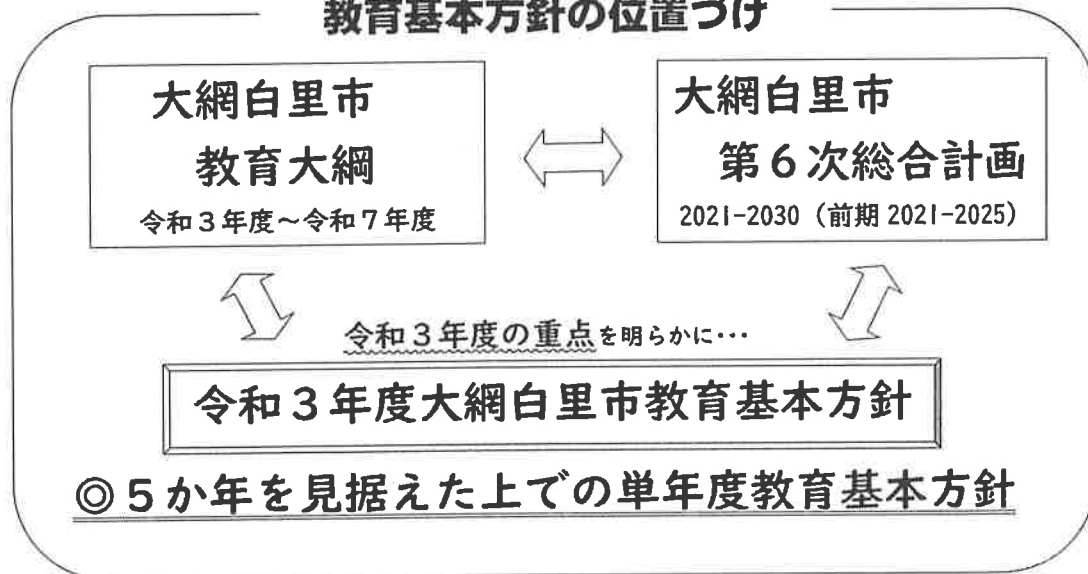 教育基本方針の位置づけ
大網白里市
教育大綱
令和３年度～令和７年度
大網白里市
第６次総合計画
2021-2030（前期 2021-2025）
令和３年度の重点を明らかに･･･
令和３年度大網白里市教育基本方針
◎５か年を見据えた上での単年度教育基本方針